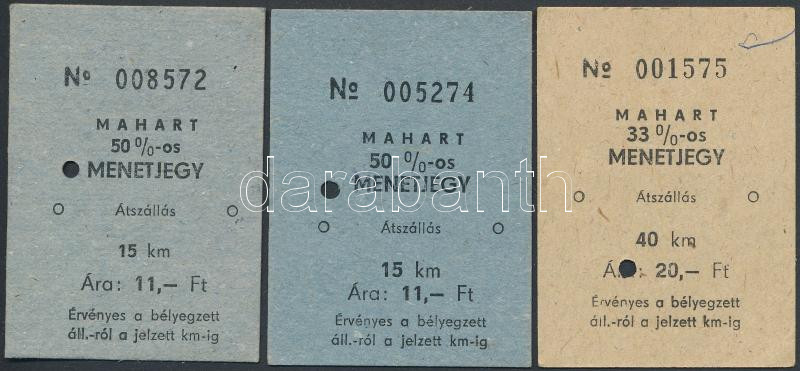 Nº 008572
MAHART
50%-os
MENETJEGY
Átszállás
15 km
Ára: 11,— Ft
Érvényes a bélyegzett
áll.-ról a jelzett km-ig
Nº 005274
MAHART
50%-os
MENETJEGY
Átszállás
15 km
Ára: 11,— Ft
Érvényes a bélyegzett
áll.-ról a jelzett km-ig
Nº 001575
MAHART
33%-os
MENETJEGY
Átszállás
40 km
Ára: 20,— Ft
Érvényes a bélyegzett
áll.-ról a jelzett km-ig
darabanth